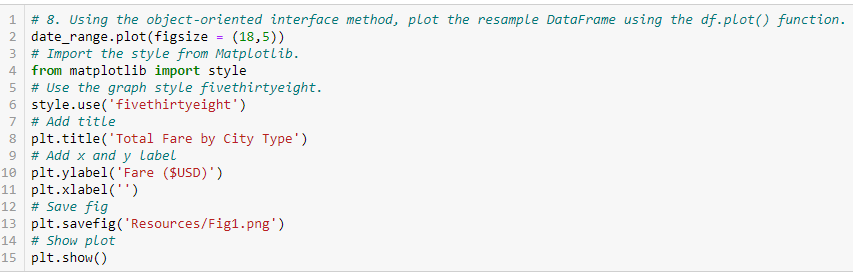 1 # 8. Using the object-oriented interface method, plot the resample DataFrame using the df.plot() function.
2 date_range.plot(figsize = (18,5))
3 # Import the style from Matplotlib.
4 from matplotlib import style
5 # Use the graph style fivethirtyeight.
6 style.use('fivethirtyeight')
7 # Add title
8 plt.title('Total Fare by City Type')
9 # Add x and y label
10 plt.ylabel('Fare ($USD)')
11 plt.xlabel('')
12 # Save fig
13 plt.savefig('Resources/Fig1.png')
14 # Show plot
15 plt.show()